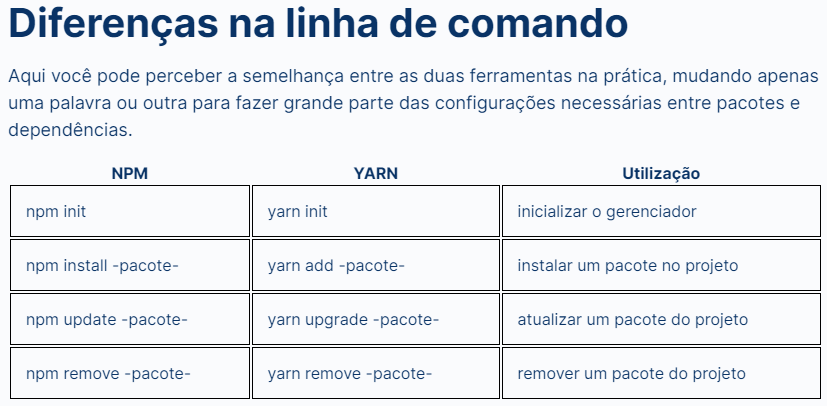 Diferenças na linha de comando
Aqui você pode perceber a semelhança entre as duas ferramentas na prática, mudando apenas
uma palavra ou outra para fazer grande parte das configurações necessárias entre pacotes e
dependências.
NPM YARN Utilização
npm init yarn init inicializar o gerenciador
npm install -pacote- yarn add -pacote- instalar um pacote no projeto
npm update -pacote- yarn upgrade -pacote- atualizar um pacote do projeto
npm remove -pacote- yarn remove -pacote- remover um pacote do projeto